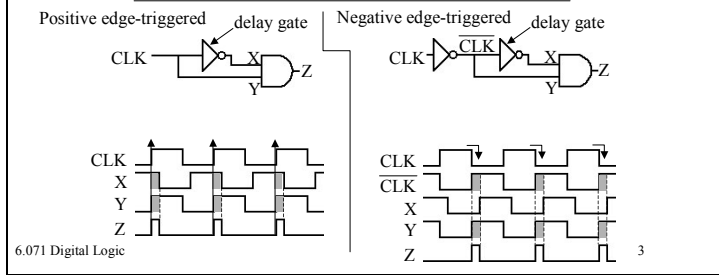 Positive edge-triggered
delay gate
CLK
X
Y
Z
CLK
X
Y
Z
6.071 Digital Logic
Negative edge-triggered
delay gate
CLK
CLK
X
Y
Z
CLK
CLK
X
Y
Z
3